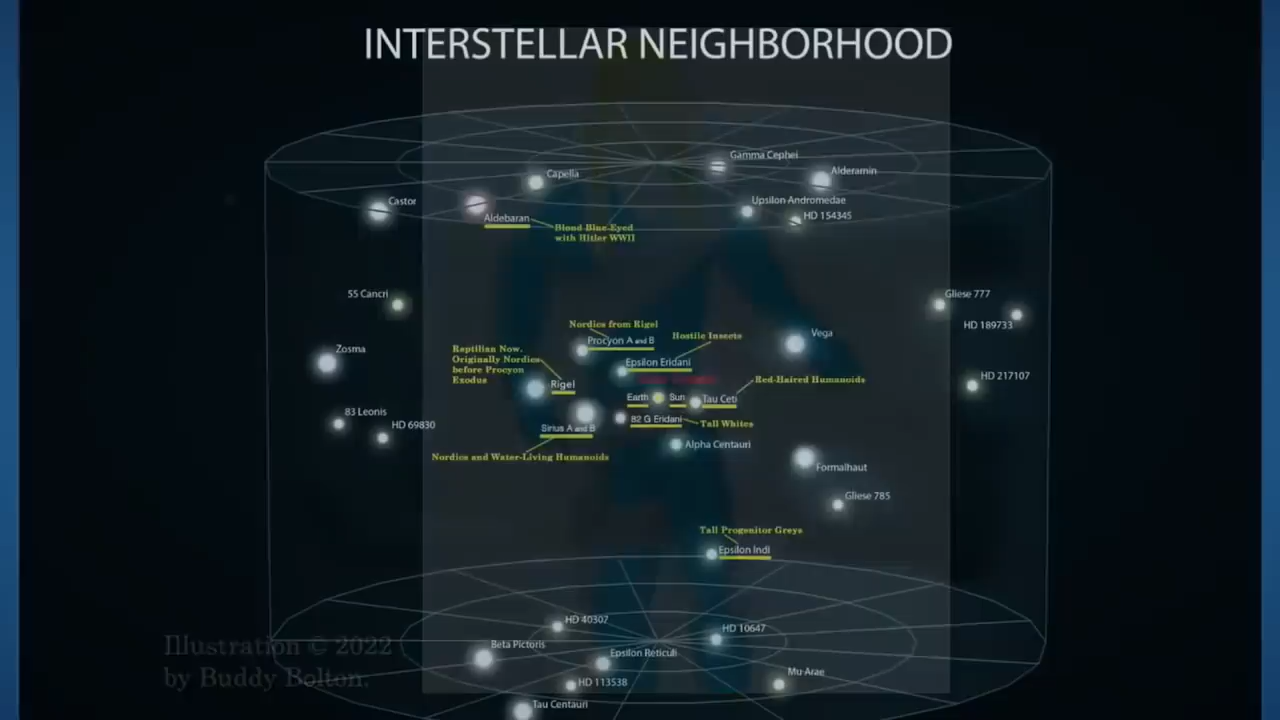 INTERSTELLAR NEIGHBORHOOD
Gamma Cephei
Capella
Alderamin
Castor
Upsilon Andromedae
Aldebaran
HD 154345
Blond Blue-Eyed
with Hitler WWII
55 Cancri
Gliese 777
HD 189733
Nordics from Rigel
Hostile Insects
Vega
Procyon A and B
Zosma
Reptilian Now.
Originally Nordics
before Procyon
Exodus
Epsilon Eridani
HD 217107
Rigel
Red-Haired Humanoids
Earth
Sun
Tau Ceti
83 Leonis
HD 69830
82 G Eridani
Tall Whites
Sirius A and B
Alpha Centauri
Nordics and Water-Living Humanoids
Formalhaut
Gliese 785
Tall Progenitor Greys
Epsilon Indi
HD 40307
HD 10647
Illustration © 2022
by Buddy Bolton.
Beta Pictoris
Epsilon Reticuli
Mu Arae
HD 113538
Tau Centauri